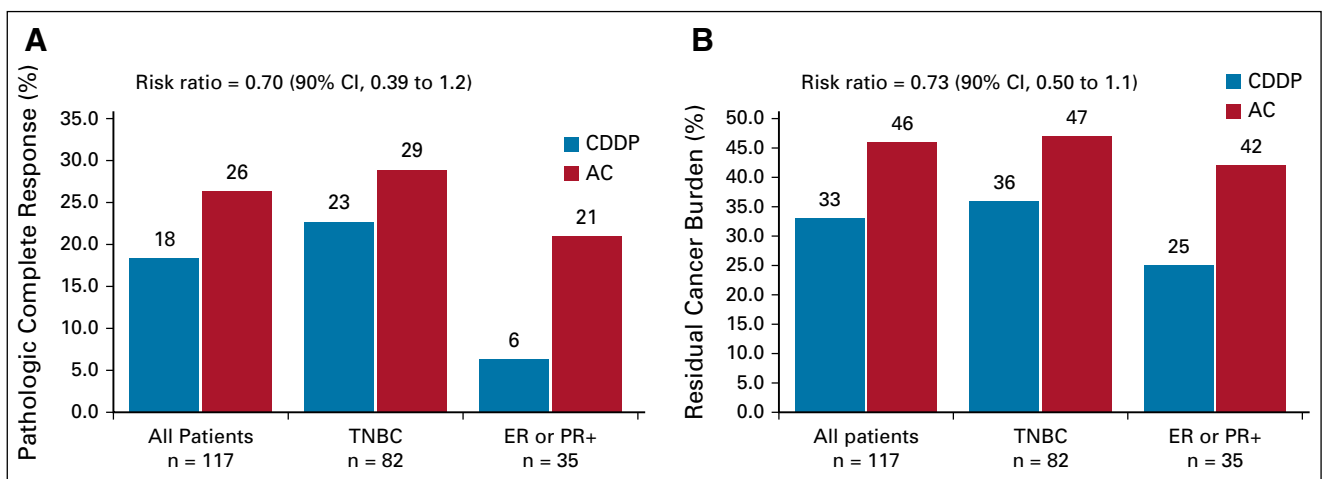 A
Pathologic Complete Response (%)
Risk ratio = 0.70 (90% CI, 0.39 to 1.2)
CDDP
AC
35.0
30.0
25.0
20.0
15.0
10.0
5.0
0.0
18
26
23
29
6
21
All Patients
n = 117
TNBC
n = 82
ER or PR+
n = 35
B
Residual Cancer Burden (%)
Risk ratio = 0.73 (90% CI, 0.50 to 1.1)
CDDP
AC
50.0
45.0
40.0
35.0
30.0
25.0
20.0
15.0
10.0
5.0
0.0
33
46
36
47
25
42
All patients
n = 117
TNBC
n = 82
ER or PR+
n = 35